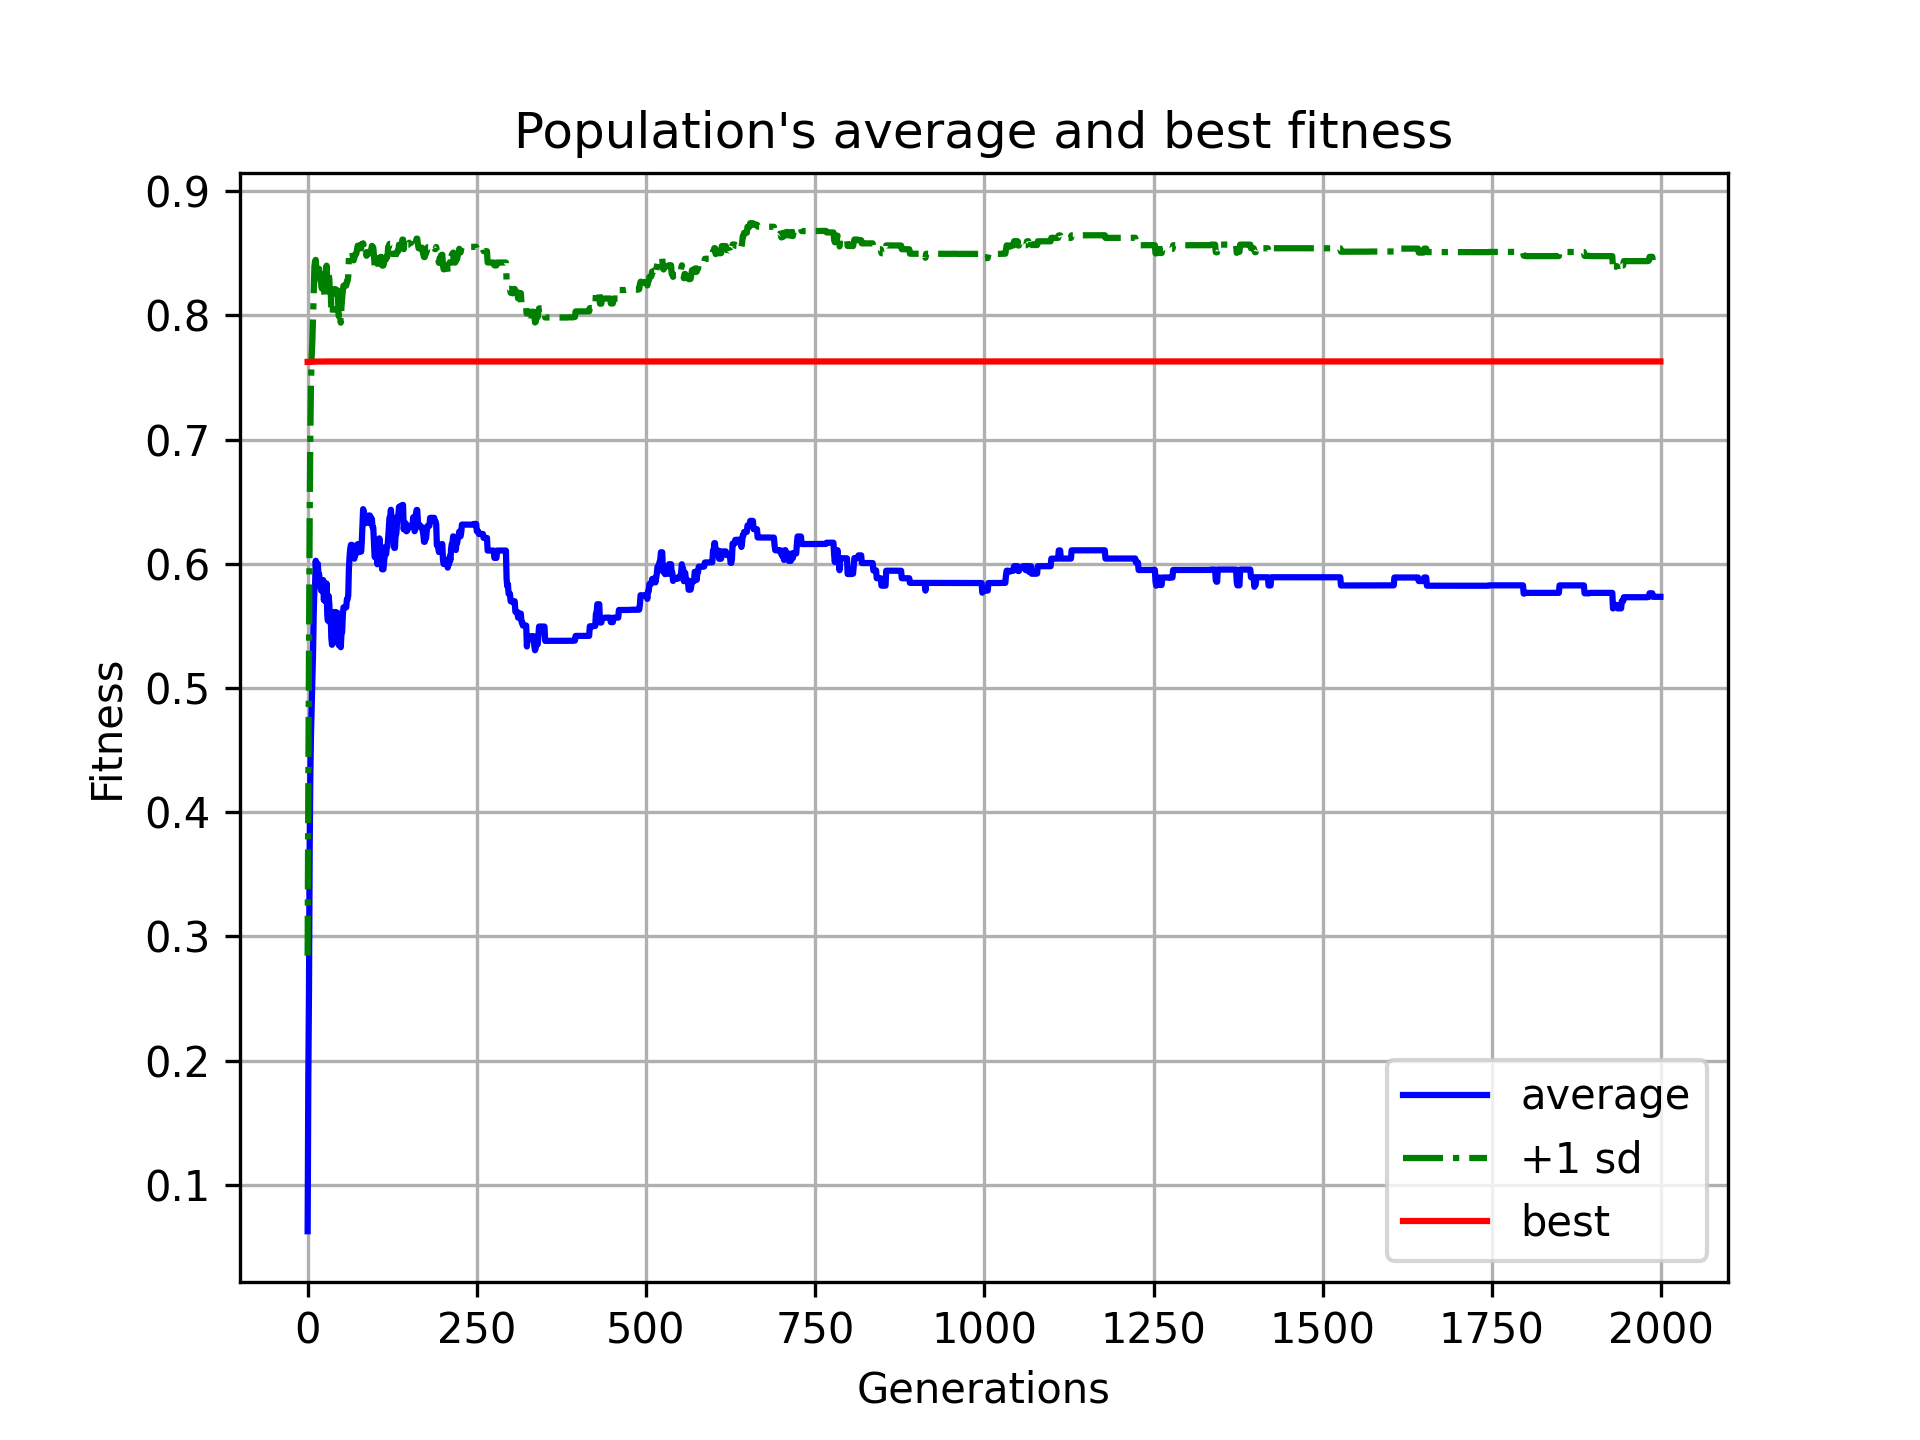 Population's average and best fitness
0.9
0.8
0.7
0.6
0.5
0.4
0.3
0.2
0.1
Fitness
average
+1 sd
best
0 250 500 750 1000 1250 1500 1750 2000
Generations